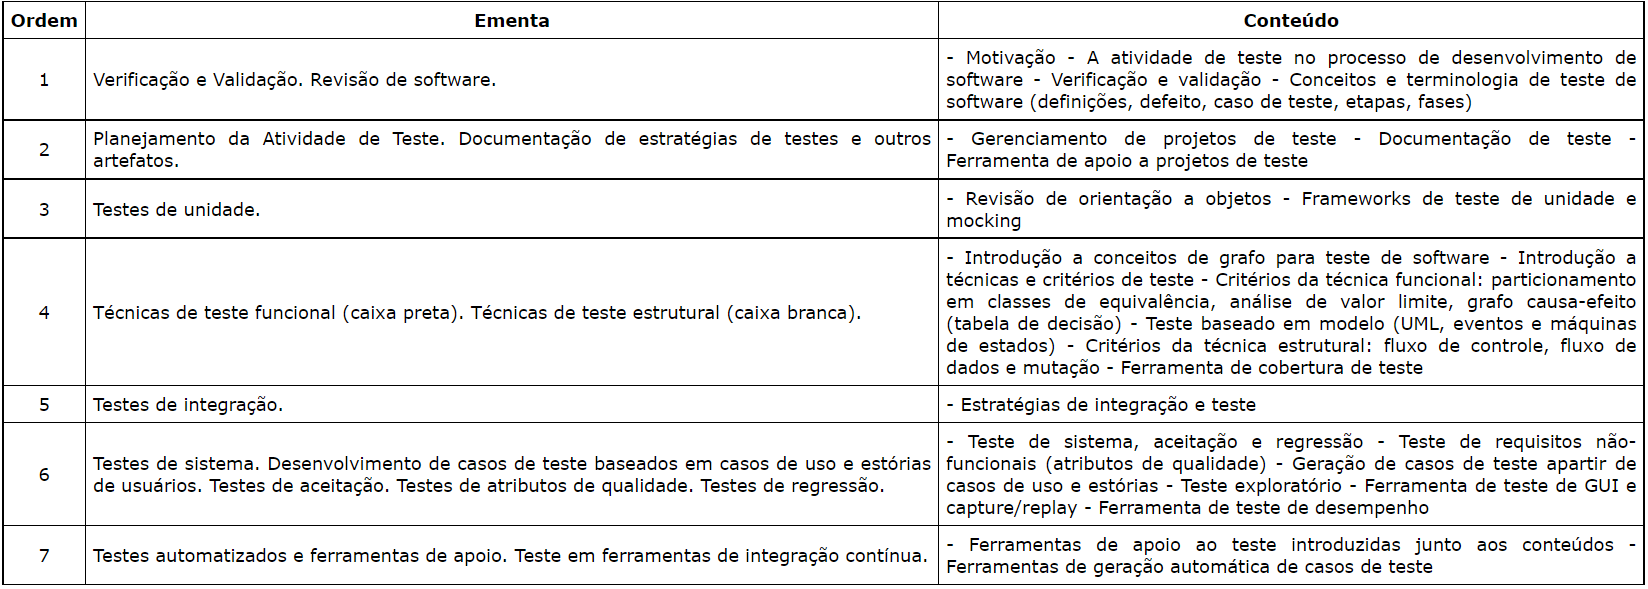 Ordem Ementa Conteúdo
1
Verificação e Validação. Revisão de software.
- Motivação - A atividade de teste no processo de desenvolvimento de
software - Verificação e validação - Conceitos e terminologia de teste de
software (definições, defeito, caso de teste, etapas, fases)
2
Planejamento da Atividade de Teste. Documentação de estratégias de testes e outros
artefatos.
- Gerenciamento de projetos de teste - Documentação de teste -
Ferramenta de apoio a projetos de teste
3
Testes de unidade.
- Revisão de orientação a objetos - Frameworks de teste de unidade e
mocking
4
Técnicas de teste funcional (caixa preta). Técnicas de teste estrutural (caixa branca).
- Introdução a conceitos de grafo para teste de software - Introdução a
técnicas e critérios de teste - Critérios da técnica funcional: particionamento
em classes de equivalência, análise de valor limite, grafo causa-efeito
(tabela de decisão) - Teste baseado em modelo (UML, eventos e máquinas
de estados) - Critérios da técnica estrutural: fluxo de controle, fluxo de
dados e mutação - Ferramenta de cobertura de teste
5
Testes de integração.
- Estratégias de integração e teste
6
Testes de sistema. Desenvolvimento de casos de teste baseados em casos de uso e estórias
de usuários. Testes de aceitação. Testes de atributos de qualidade. Testes de regressão.
- Teste de sistema, aceitação e regressão - Teste de requisitos não-
funcionais (atributos de qualidade) - Geração de casos de teste apartir de
casos de uso e estórias - Teste exploratório - Ferramenta de teste de GUI e
capture/replay - Ferramenta de teste de desempenho
7
Testes automatizados e ferramentas de apoio. Teste em ferramentas de integração contínua.
- Ferramentas de apoio ao teste introduzidas junto aos conteúdos -
Ferramentas de geração automática de casos de teste